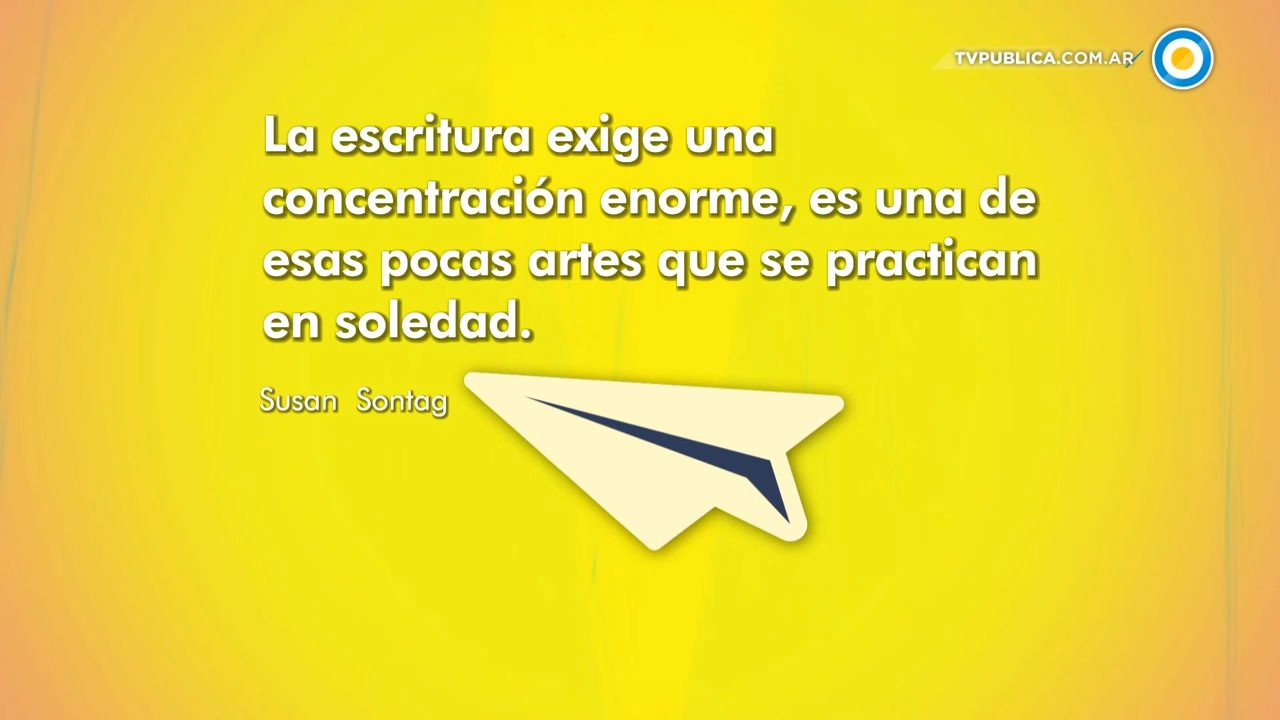 TVPUBLICA.COM.AR
La escritura exige una
concentración enorme, es una de
esas pocas artes que se practican
en soledad.
Susan Sontag